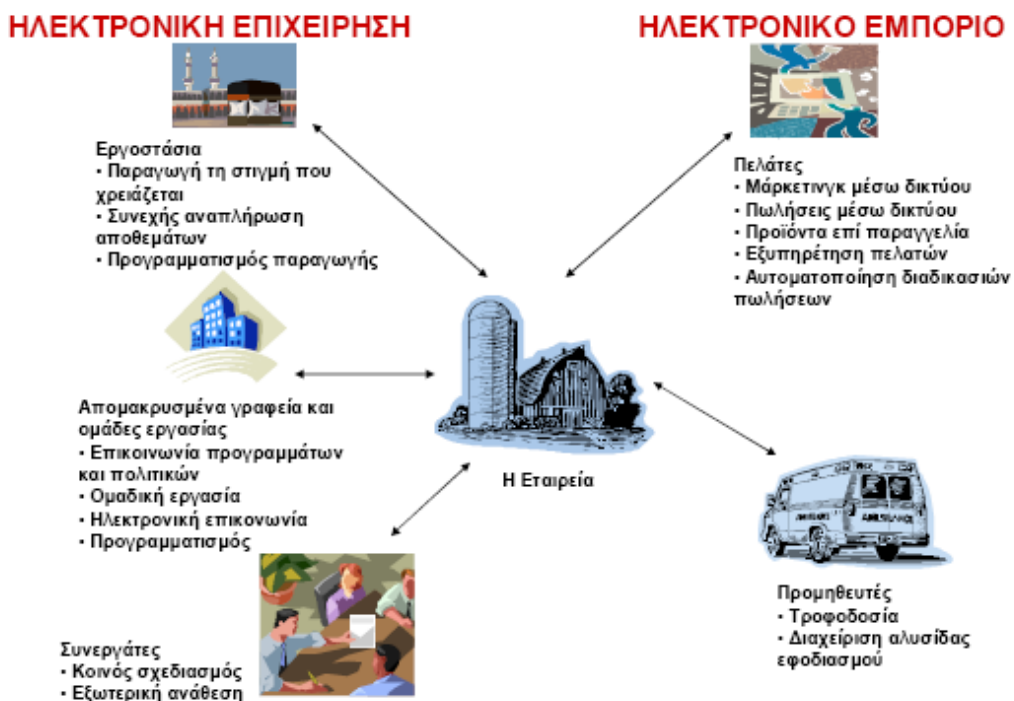 ΗΛΕΚΤΡΟΝΙΚΗ ΕΠΙΧΕΙΡΗΣΗ
ΗΛΕΚΤΡΟΝΙΚΟ ΕΜΠΟΡΙΟ
Εργοστάσια
• Παραγωγή τη στιγμή που
χρειάζεται
• Συνεχής αναπλήρωση
αποθεμάτων
• Προγραμματισμός παραγωγής
Πελάτες
• Μάρκετινγκ μέσω δικτύου
• Πωλήσεις μέσω δικτύου
• Προϊόντα επί παραγγελία
• Εξυπηρέτηση πελατών
• Αυτοματοποίηση διαδικασιών
πωλήσεων
Απομακρυσμένα γραφεία και
ομάδες εργασίας
• Επικοινωνία προγραμμάτων
και πολιτικών
• Ομαδική εργασία
• Ηλεκτρονική επικονωνία
• Προγραμματισμός
Η Εταιρεία
AMBULANCE
Προμηθευτές
• Τροφοδοσία
• Διαχείριση αλυσίδας
εφοδιασμού
Συνεργάτες
• Κοινός σχεδιασμός
• Εξωτερική ανάθεση